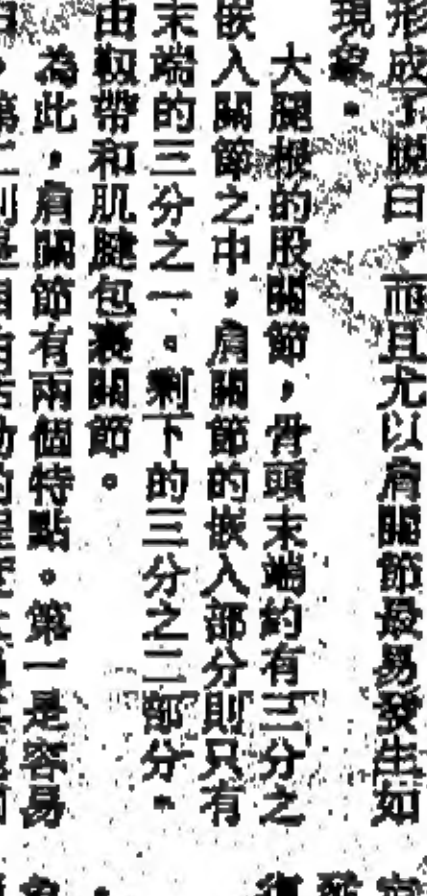 形成了脫臼，而且尤以肩關節最易發生如
現象。
大腿根的股關節，骨頭末端約有三分之
嵌入關節之中，肩關節的嵌入部分則只有
末端的三分之一。剩下的三分之二部分，
由韌帶和肌腱包裹關節。
為此，肩關節有兩個特點。第一是容易